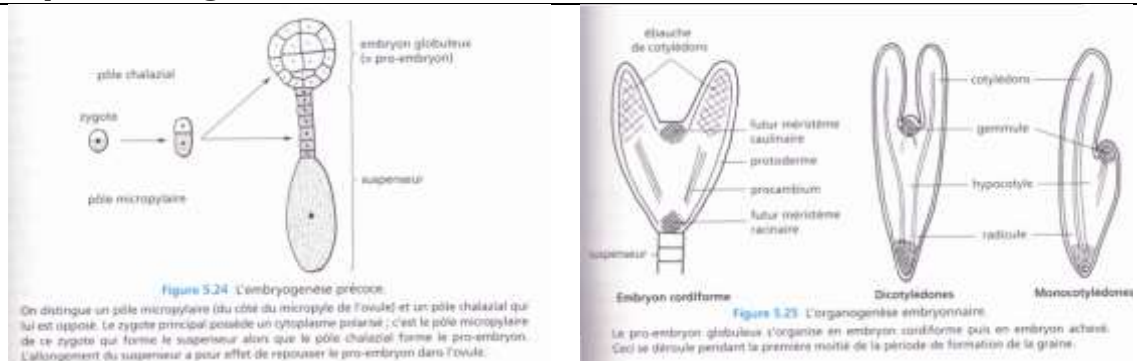 embryon globuteux
(= pro-embryon)
pôle chalazial
zygote
pôle micropylaire
suspenseur
Figure 5.24 L'embryogenèse précoce.
On distingue un pôle micropylaire (du côté du micropyle de l'ovule) et un pôle chalazial qui
lui est opposé. Le zygote principal possède un cytoplasme polarisé ; c'est le pôle micropylaire
de ce zygote qui forme le suspenseur alors que le pôle chalazial forme le pro-embryon.
L'allongement du suspenseur a pour effet de repousser le pro-embryon dans l'ovule.
ébauche
de cotylédons
futur méristème
caulinaire
protoderme
procambium
futur méristème
racinaire
suspenseur
Embryon cordiforme
cotylédons
gemmule
hypocotyle
radicule
Dicotylédones
Monocotylédones
Figure 5.25 L'organogenèse embryonnaire.
Le pro-embryon globuleux s'organise en embryon cordiforme puis en embryon achevé.
Ceci se déroule pendant la première moitié de la période de formation de la graine.